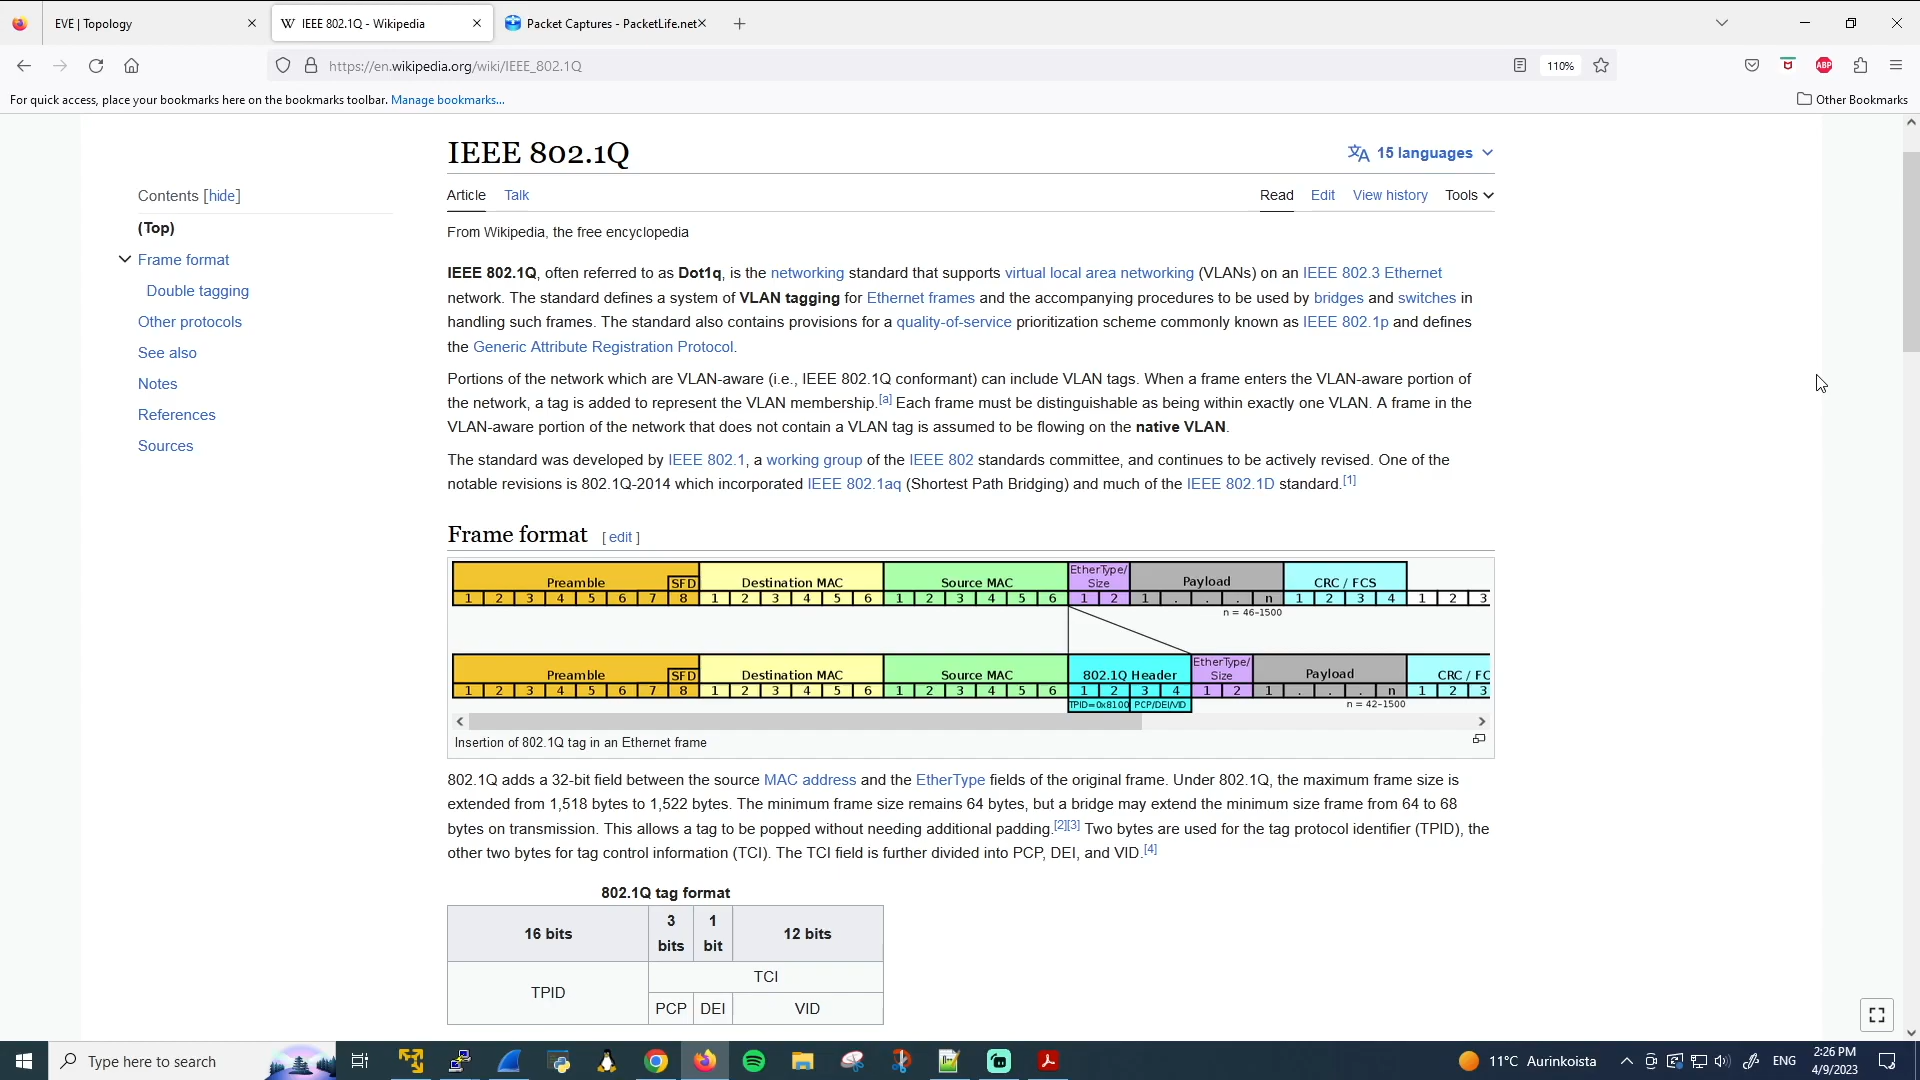 EVE | Topology
W IEEE 802.1Q - Wikipedia
Packet Captures - PacketLife.net
https://en.wikipedia.org/wiki/IEEE_802.1Q
110%
ABP
For quick access, place your bookmarks here on the bookmarks toolbar. Manage bookmarks...
Other Bookmarks
IEEE 802.1Q
15 languages
Contents [hide]
(Top)
Frame format
Double tagging
Other protocols
See also
Notes
References
Sources
Article Talk
Read Edit View history Tools
From Wikipedia, the free encyclopedia
IEEE 802.1Q, often referred to as Dot1q, is the networking standard that supports virtual local area networking (VLANs) on an IEEE 802.3 Ethernet
network. The standard defines a system of VLAN tagging for Ethernet frames and the accompanying procedures to be used by bridges and switches in
handling such frames. The standard also contains provisions for a quality-of-service prioritization scheme commonly known as IEEE 802.1p and defines
the Generic Attribute Registration Protocol.
Portions of the network which are VLAN-aware (i.e., IEEE 802.1Q conformant) can include VLAN tags. When a frame enters the VLAN-aware portion of
the network, a tag is added to represent the VLAN membership.[a] Each frame must be distinguishable as being within exactly one VLAN. A frame in the
VLAN-aware portion of the network that does not contain a VLAN tag is assumed to be flowing on the native VLAN.
The standard was developed by IEEE 802.1, a working group of the IEEE 802 standards committee, and continues to be actively revised. One of the
notable revisions is 802.1Q-2014 which incorporated IEEE 802.1aq (Shortest Path Bridging) and much of the IEEE 802.1D standard.[1]
Frame format [ edit ]
Preamble SFD Destination MAC Source MAC EtherType/ Size Payload CRC / FCS
1 2 3 4 5 6 7 8 1 2 3 4 5 6 1 2 3 4 5 6 1 2 1 . . . n 1 2 3 4 1 2 3
n = 46-1500
Preamble SFD Destination MAC Source MAC 802.1Q Header EtherType/ Size Payload CRC / FC
1 2 3 4 5 6 7 8 1 2 3 4 5 6 1 2 3 4 5 6 1 2 3 4 1 2 1 . . . n 1 2 3
TPID=0x8100 PCP/DEI/VID n = 42-1500
Insertion of 802.1Q tag in an Ethernet frame
802.1Q adds a 32-bit field between the source MAC address and the EtherType fields of the original frame. Under 802.1Q, the maximum frame size is
extended from 1,518 bytes to 1,522 bytes. The minimum frame size remains 64 bytes, but a bridge may extend the minimum size frame from 64 to 68
bytes on transmission. This allows a tag to be popped without needing additional padding.[2][3] Two bytes are used for the tag protocol identifier (TPID), the
other two bytes for tag control information (TCI). The TCI field is further divided into PCP, DEI, and VID.[4]
802.1Q tag format
16 bits 3 bits 1 bit 12 bits
TPID TCI
PCP DEI VID
Type here to search
11°C Aurinkoista
ENG
2:26 PM
4/9/2023